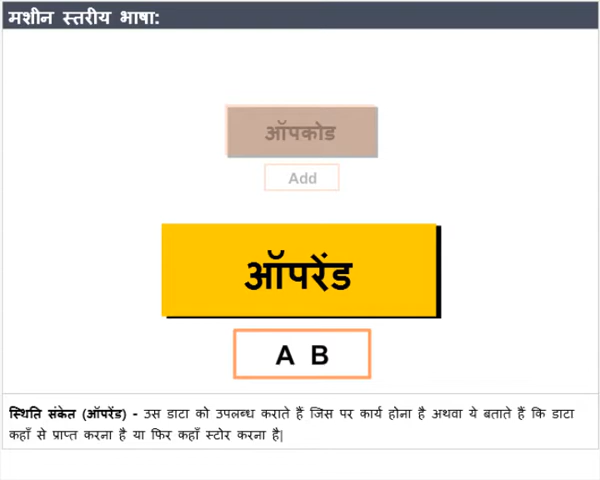 मशीन स्तरीय भाषा:
ऑपकोड
Add
ऑपरेंड
A B
स्थिति संकेत (ऑपरेंड) - उस डाटा को उपलब्ध कराते हैं जिस पर कार्य होना है अथवा ये बताते हैं कि डाटा
कहाँ से प्राप्त करना है या फिर कहाँ स्टोर करना है|